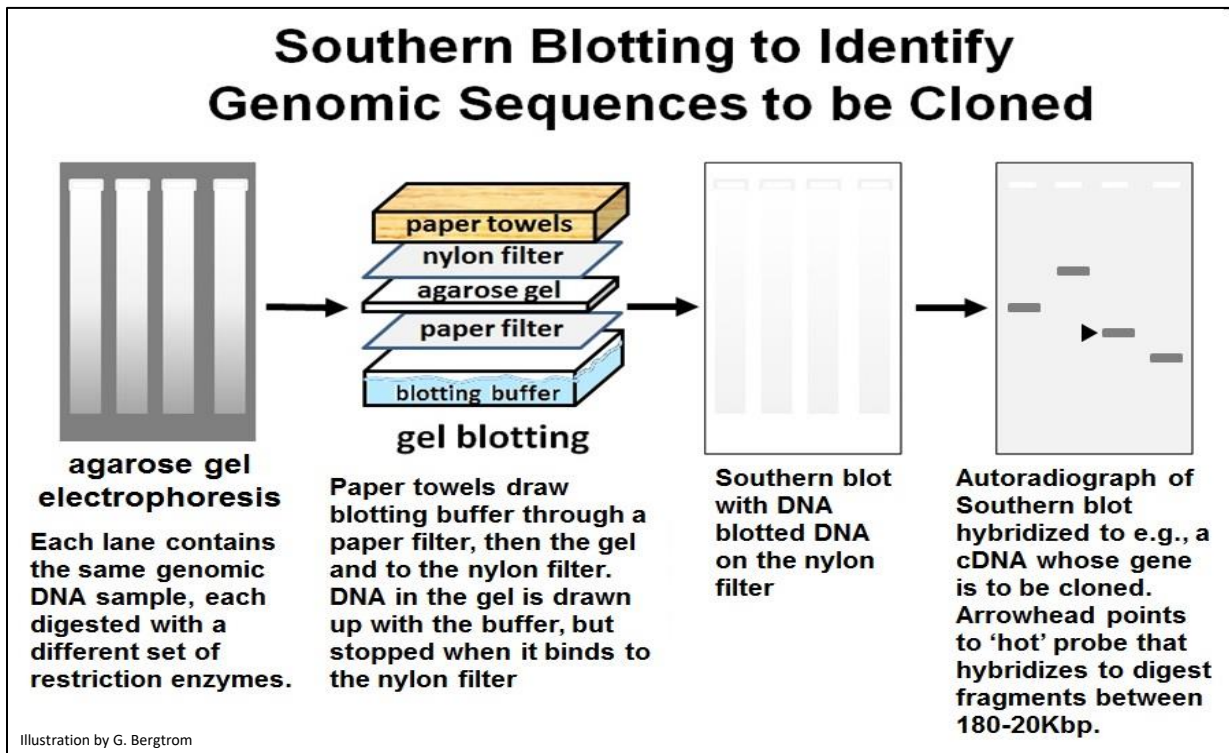 Southern Blotting to Identify
Genomic Sequences to be Cloned
agarose gel
electrophoresis
Each lane contains
the same genomic
DNA sample, each
digested with a
different set of
restriction enzymes.
paper towels
nylon filter
agarose gel
paper filter
blotting buffer
gel blotting
Paper towels draw
blotting buffer through a
paper filter, then the gel
and to the nylon filter.
DNA in the gel is drawn
up with the buffer, but
stopped when it binds to
the nylon filter
Southern blot
with DNA
blotted DNA
on the nylon
filter
Autoradiograph of
Southern blot
hybridized to e.g., a
cDNA whose gene
is to be cloned.
Arrowhead points
to ‘hot’ probe that
hybridizes to digest
fragments between
180-20Kbp.
Illustration by G. Bergtrom